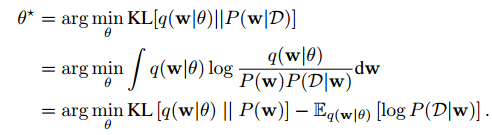 θ⋆ = arg min_θ KL[q(w|θ)||P(w|𝒟)]
= arg min_θ ∫ q(w|θ) log q(w|θ) / P(w)P(𝒟|w) dw
= arg min_θ KL [q(w|θ) || P(w)] − 𝔼_q(w|θ) [log P(𝒟|w)] .